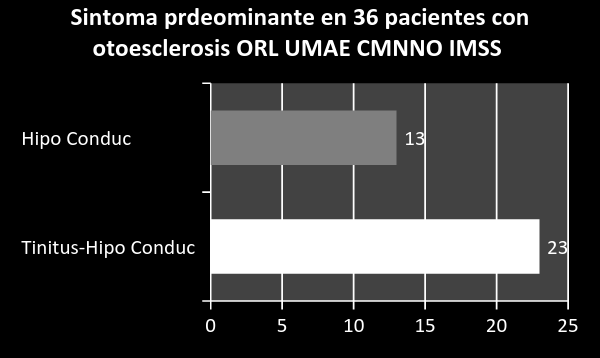 Sintoma prdeominante en 36 pacientes con
otoesclerosis ORL UMAE CMNNO IMSS
Hipo Conduc
13
Tinitus-Hipo Conduc
23
0 5 10 15 20 25